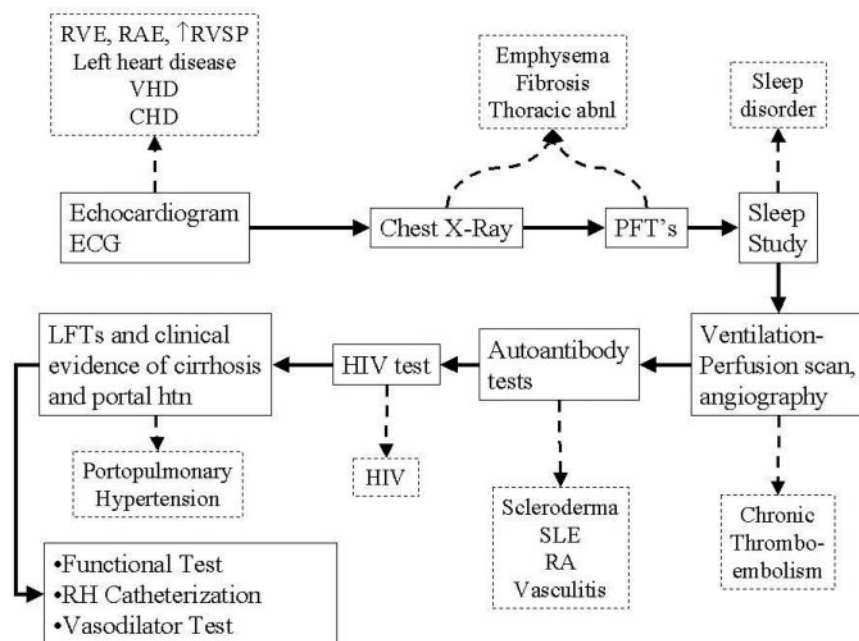 RVE, RAE, ↑RVSP
Left heart disease
VHD
CHD
Emphysema
Fibrosis
Thoracic abnl
Sleep
disorder
Echocardiogram
ECG
Chest X-Ray
PFT’s
Sleep
Study
LFTs and clinical
evidence of cirrhosis
and portal htn
HIV test
Autoantibody
tests
Ventilation-
Perfusion scan,
angiography
Portopulmonary
Hypertension
HIV
Scleroderma
SLE
RA
Vasculitis
Chronic
Thrombo-
embolism
•Functional Test
•RH Catheterization
•Vasodilator Test